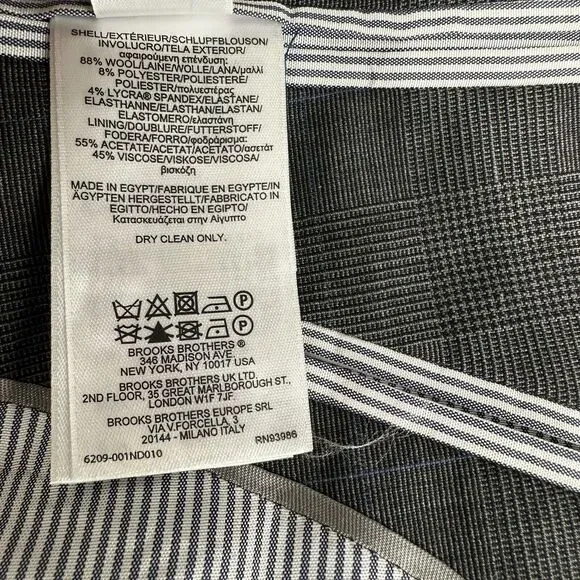 SHELL/EXTÉRIEUR/SCHLUPFBLOUSON/
INVOLUCRO/TELA EXTERIOR/
αφαιρούμενη επένδυση:
88% WOOL/LAINE/WOLLE/LANA/μαλλί
8% POLYESTER/POLIESTERE/
POLIESTER/πολυεστέρας
4% LYCRA® SPANDEX/ELASTANE/
ELASTHANNE/ELASTHAN/ELASTAN/
ELASTOMERO/ελαστάνη
LINING/DOUBLURE/FUTTERSTOFF/
FODERA/FORRO/φοδράρισμα:
55% ACETATE/ACETAT/ACETATO/ασετάτ
45% VISCOSE/VISKOSE/VISCOSA/
βισκόζη
MADE IN EGYPT/FABRIQUE EN EGYPTE/IN
ÄGYPTEN HERGESTELLT/FABBRICATO IN
EGITTO/HECHO EN EGIPTO/
Κατασκευάζεται στην Αίγυπτο
DRY CLEAN ONLY.
P
P
BROOKS BROTHERS ®
346 MADISON AVE.
NEW YORK, N.Y. 10017 USA
BROOKS BROTHERS UK LTD.
2ND FLOOR, 35 GREAT MARLBOROUGH ST.,
LONDON W1F 7JF.
BROOKS BROTHERS EUROPE SRL
VIA V.FORCELLA, 3
20144 - MILANO ITALY
6209-001ND010 RN93986